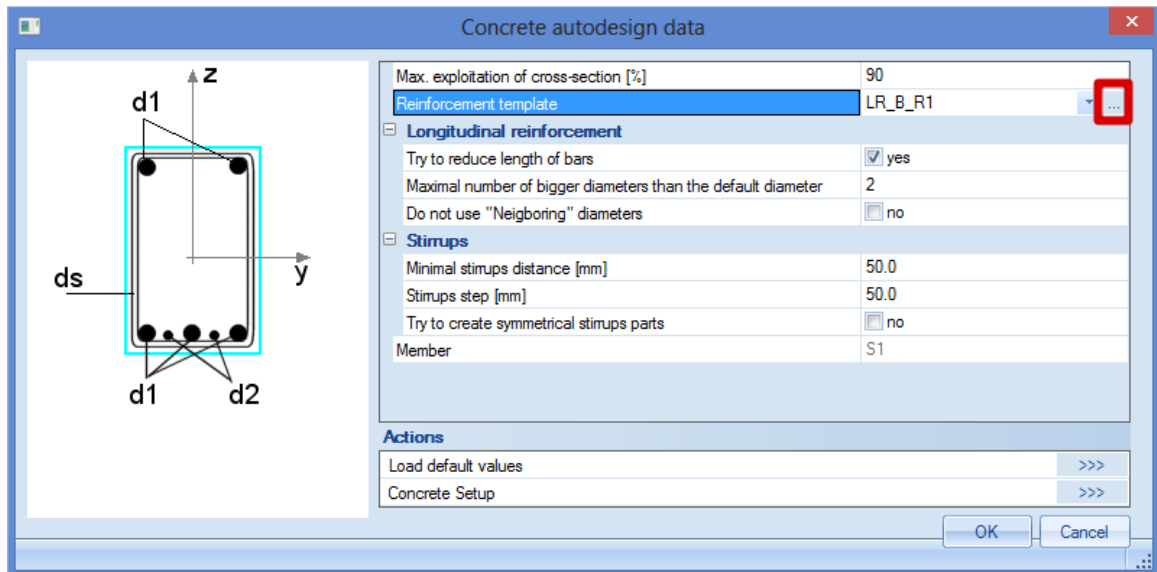 Concrete autodesign data
z
d1
y
ds
d1
d2
Max. exploitation of cross-section [%] 90
Reinforcement template LR_B_R1 ...
Longitudinal reinforcement
Try to reduce length of bars yes
Maximal number of bigger diameters than the default diameter 2
Do not use "Neigboring" diameters no
Stirrups
Minimal stirrups distance [mm] 50.0
Stirrups step [mm] 50.0
Try to create symmetrical stirrups parts no
Member S1
Actions
Load default values >>>
Concrete Setup >>>
OK Cancel